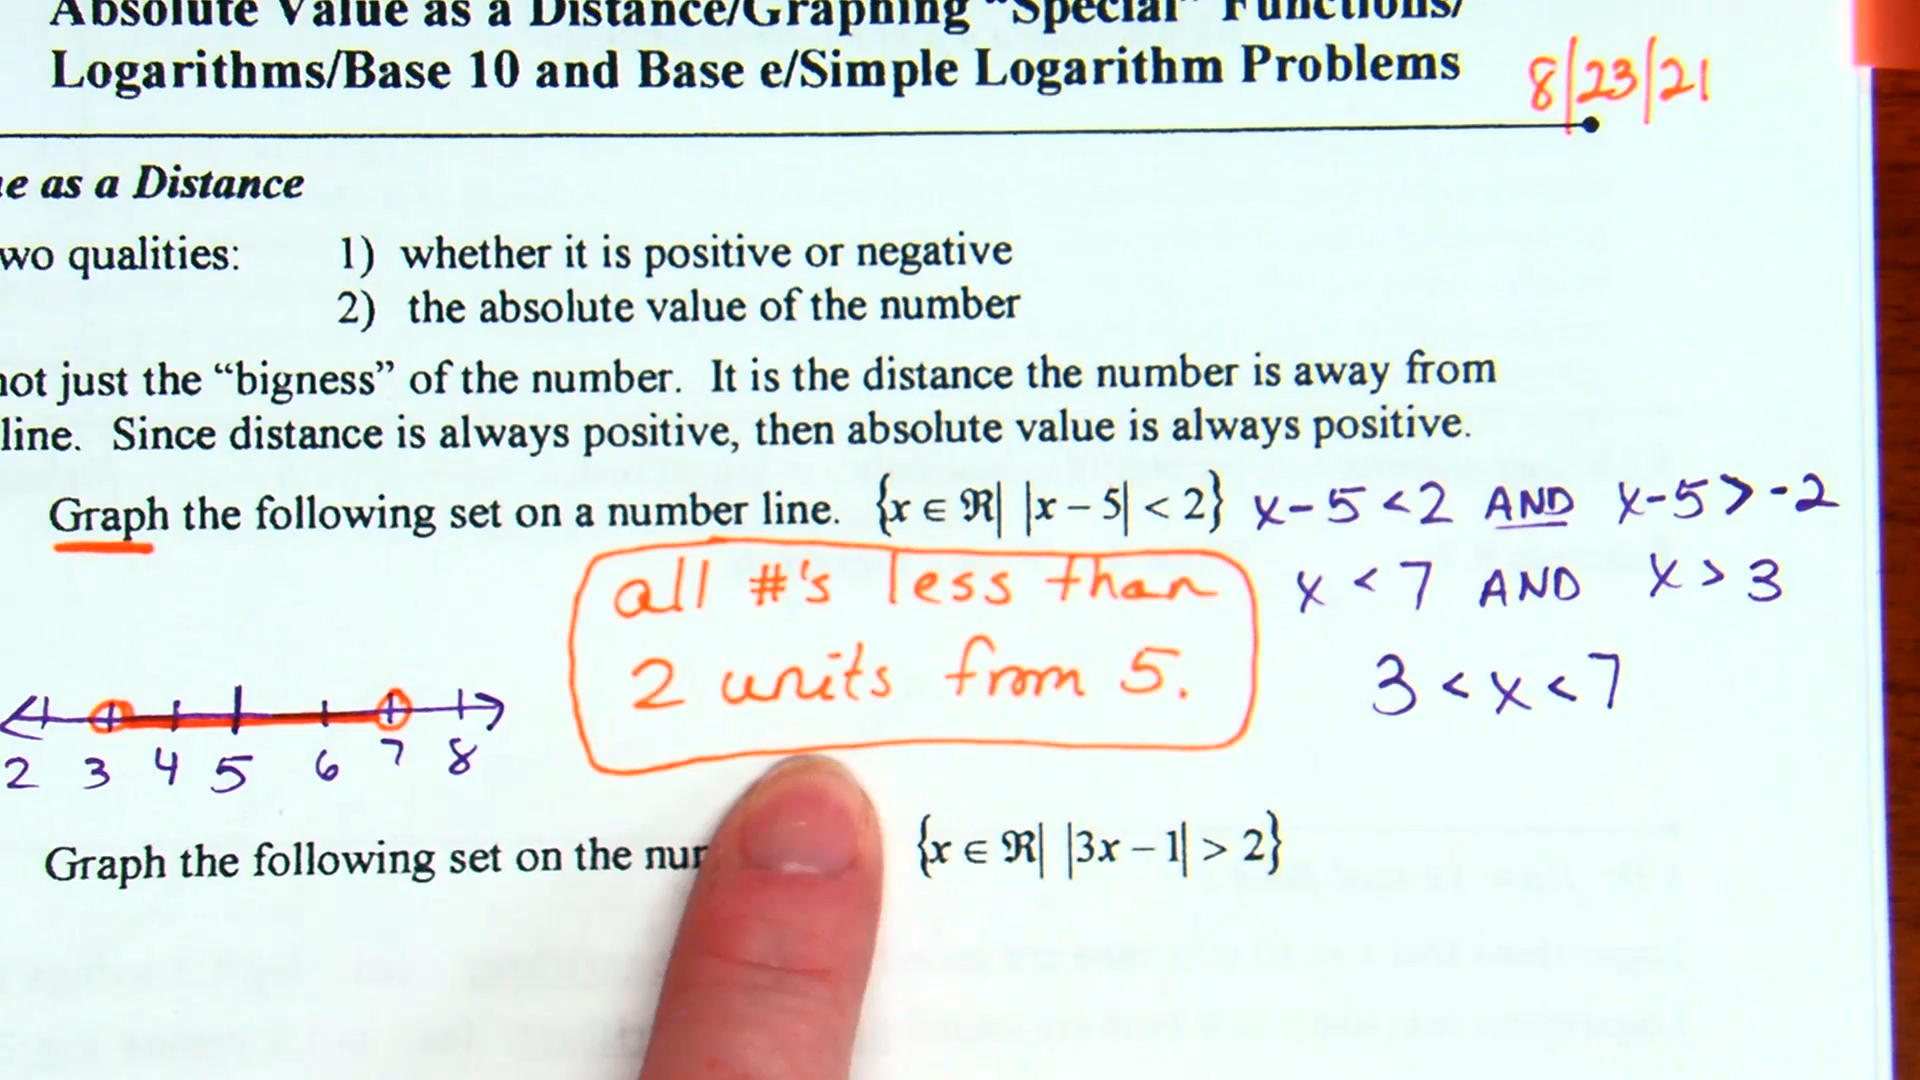 Absolute Value as a Distance/Graphing “Special” Functions/
Logarithms/Base 10 and Base e/Simple Logarithm Problems
8/23/21
as a Distance
qualities: 1) whether it is positive or negative
2) the absolute value of the number
not just the “bigness” of the number. It is the distance the number is away from
line. Since distance is always positive, then absolute value is always positive.
Graph the following set on a number line. {x ∈ ℜ| |x – 5| < 2} x-5<2 AND x-5>-2
all #'s less than
2 units from 5.
x < 7 AND x > 3
3 < x < 7
2 3 4 5 6 7 8
Graph the following set on the {x ∈ ℜ| |3x – 1| > 2}